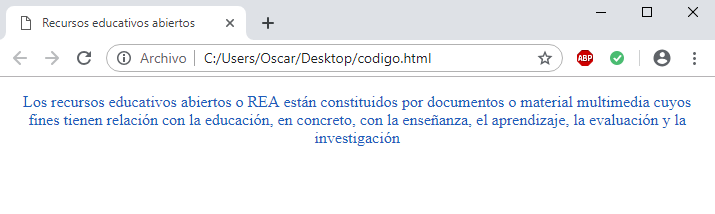 Recursos educativos abiertos
Archivo C:/Users/Oscar/Desktop/codigo.html
ABP
Los recursos educativos abiertos o REA están constituidos por documentos o material multimedia cuyos
fines tienen relación con la educación, en concreto, con la enseñanza, el aprendizaje, la evaluación y la
investigación